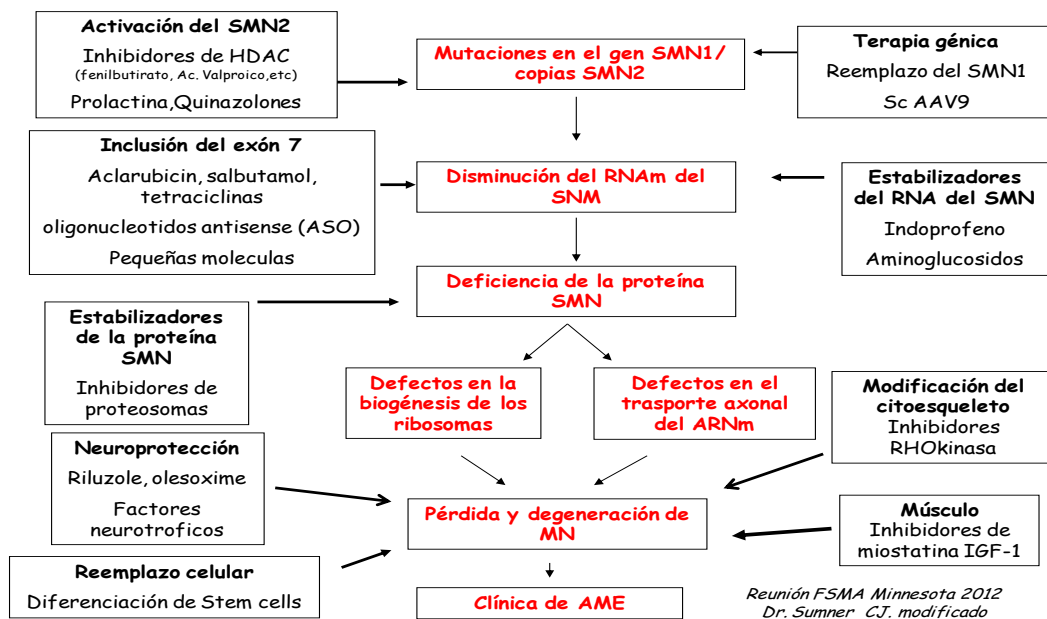 Activación del SMN2
Inhibidores de HDAC
(fenilbutirato, Ac. Valproico,etc)
Prolactina,Quinazolones
Mutaciones en el gen SMN1/
copias SMN2
Terapia génica
Reemplazo del SMN1
Sc AAV9
Inclusión del exón 7
Aclarubicin, salbutamol,
tetraciclinas
oligonucleotidos antisense (ASO)
Pequeñas moleculas
Disminución del RNAm del
SNM
Estabilizadores
del RNA del SMN
Indoprofeno
Aminoglucosidos
Deficiencia de la proteína
SMN
Estabilizadores
de la proteína
SMN
Inhibidores de
proteosomas
Defectos en la
biogénesis de los
ribosomas
Defectos en el
trasporte axonal
del ARNm
Modificación del
citoesqueleto
Inhibidores
RHOkinasa
Neuroprotección
Riluzole, olesoxime
Factores
neurotroficos
Pérdida y degeneración de
MN
Músculo
Inhibidores de
miostatina IGF-1
Reemplazo celular
Diferenciación de Stem cells
Clínica de AME
Reunión FSMA Minnesota 2012
Dr. Sumner CJ. modificado